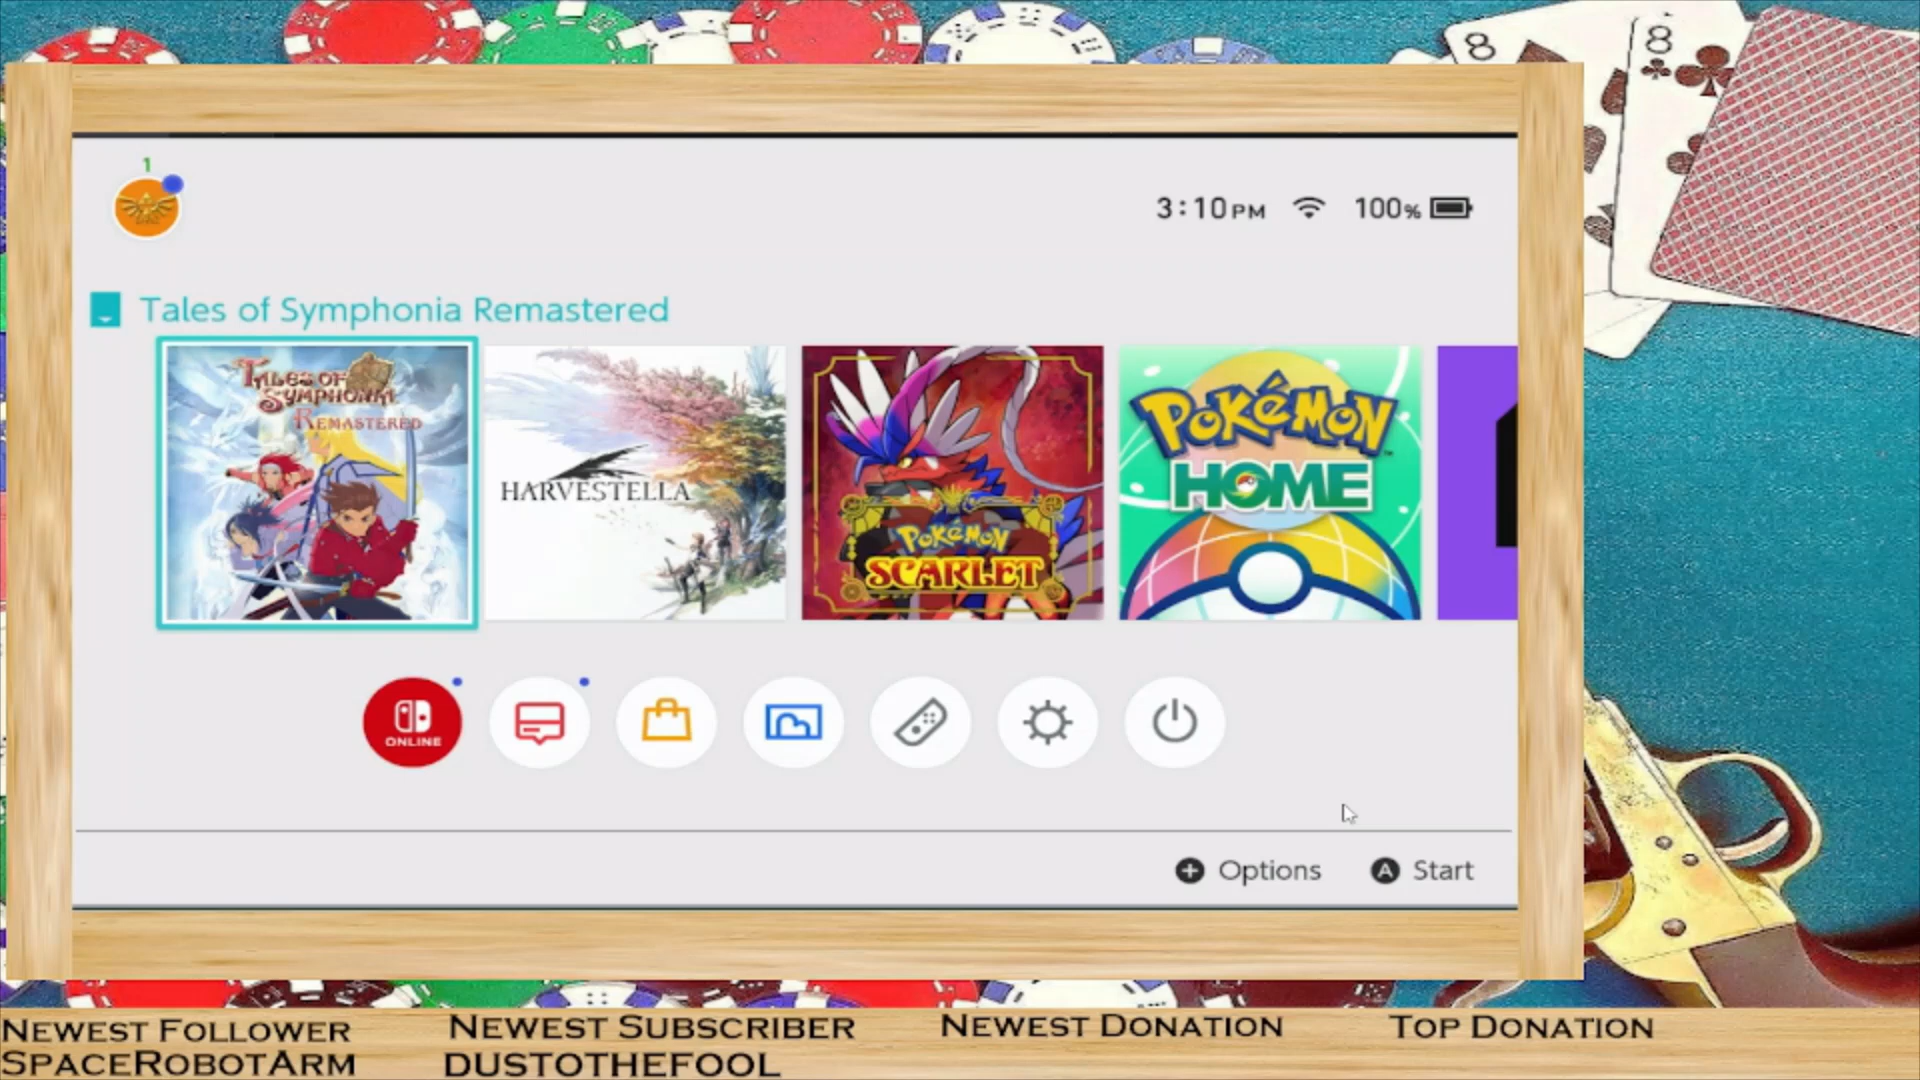 8
8
1
3:10 PM 100%
Tales of Symphonia Remastered
TALES OF
SYMPHONIA
REMASTERED
HARVESTELLA
POKéMON
SCARLET
POKéMON
HOME
ONLINE
+ Options A Start
NEWEST FOLLOWER NEWEST SUBSCRIBER NEWEST DONATION TOP DONATION
SPACEROBOTARM DUSTOTHEFOOL